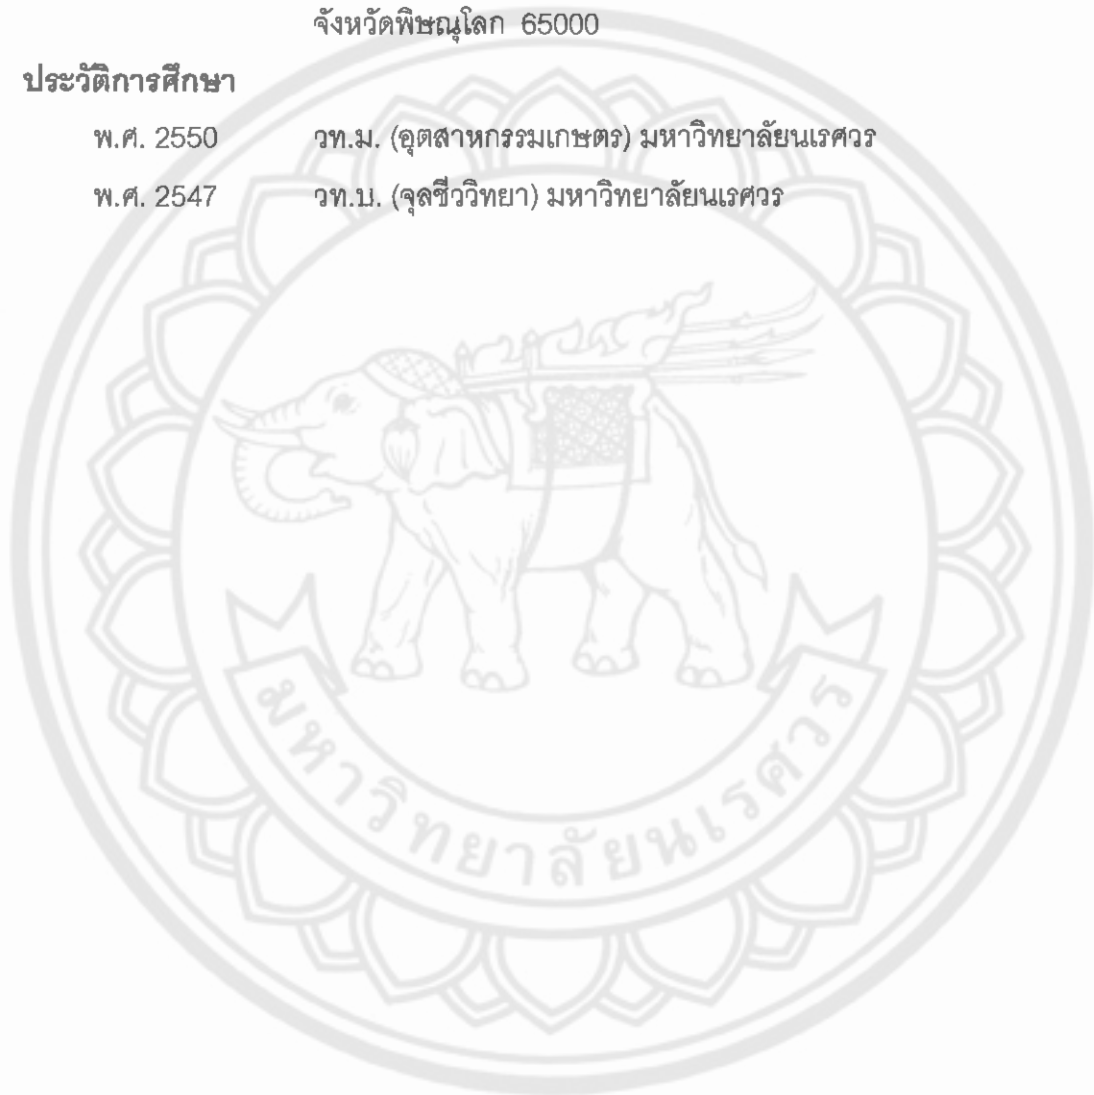 จังหวัดพิษณุโลก 65000
ประวัติการศึกษา
พ.ศ. 2550 วท.ม. (อุตสาหกรรมเกษตร) มหาวิทยาลัยนเรศวร
พ.ศ. 2547 วท.บ. (จุลชีววิทยา) มหาวิทยาลัยนเรศวร
มหาวิทยาลัยนเรศวร